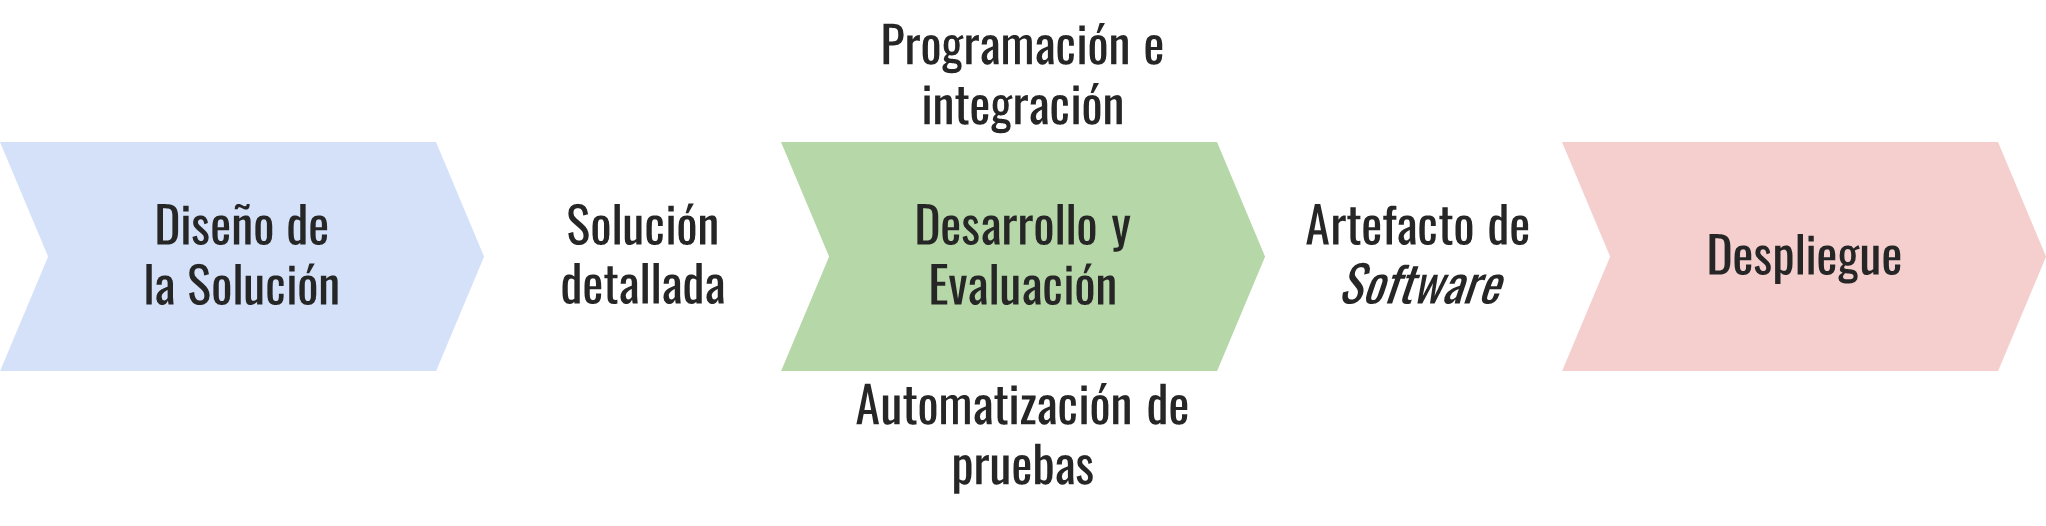 Diseño de
la Solución
Solución
detallada
Programación e
integración
Desarrollo y
Evaluación
Automatización de
pruebas
Artefacto de
Software
Despliegue